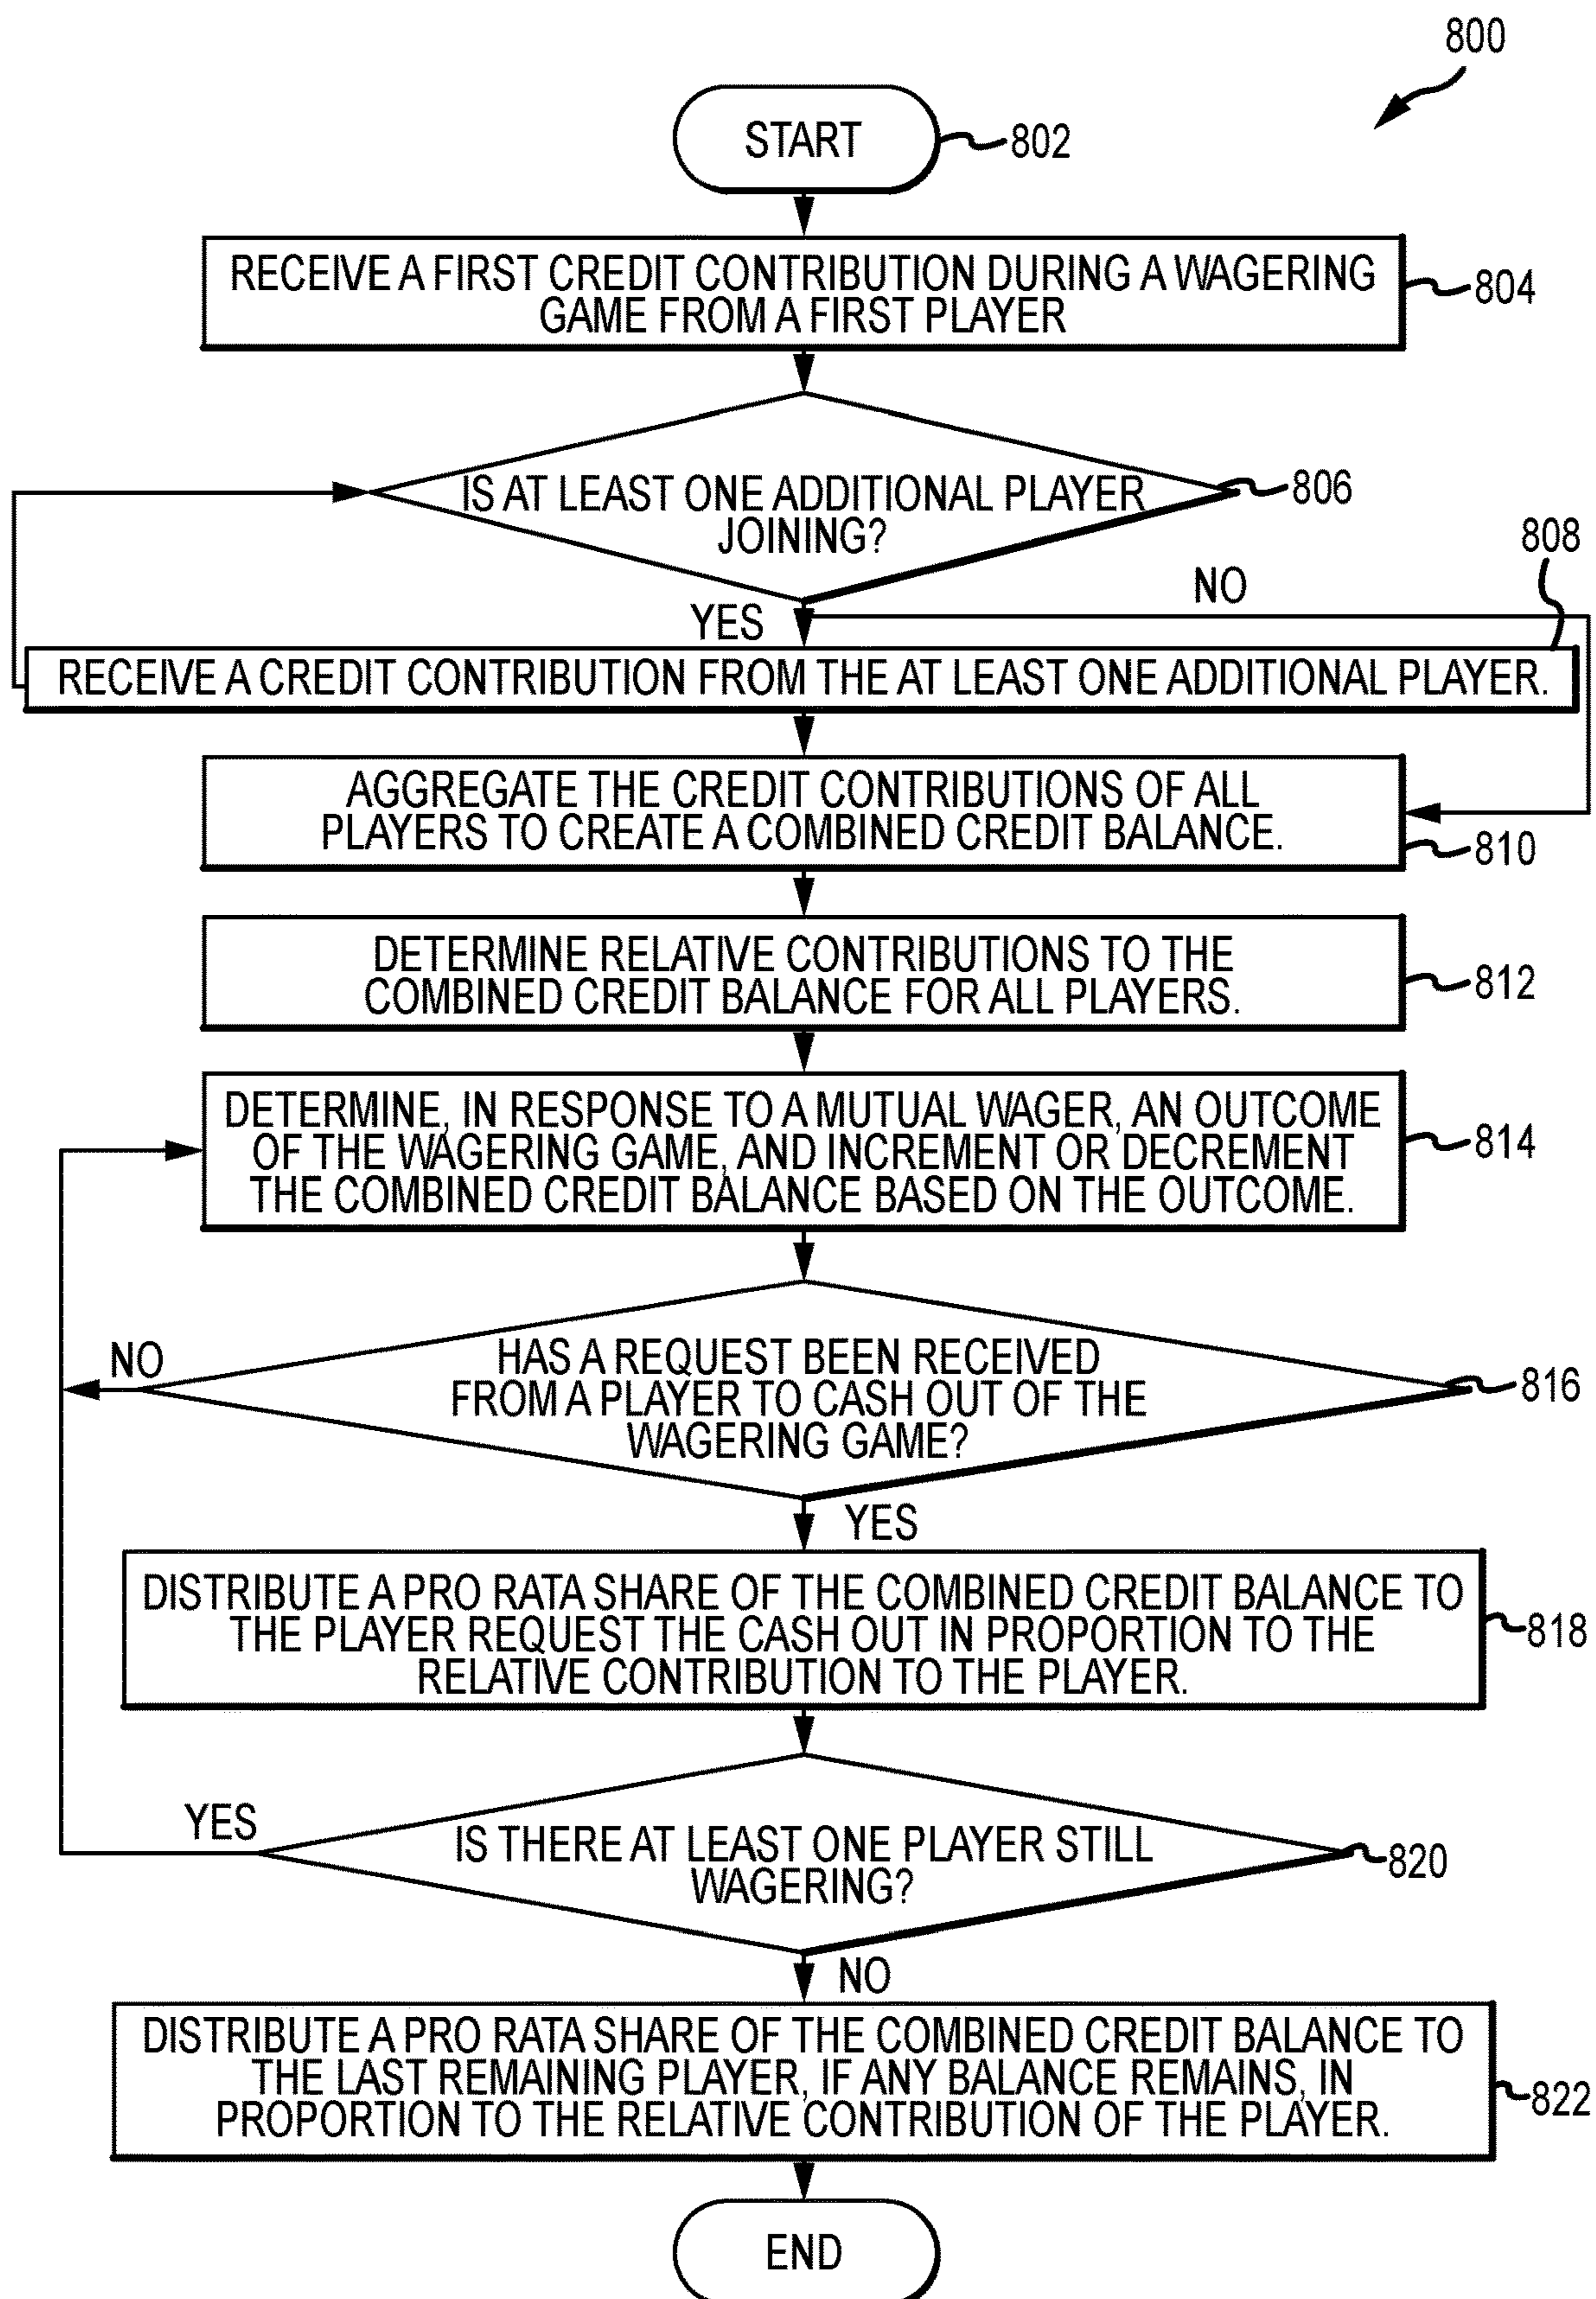 800
START
802
RECEIVE A FIRST CREDIT CONTRIBUTION DURING A WAGERING
GAME FROM A FIRST PLAYER
804
IS AT LEAST ONE ADDITIONAL PLAYER
JOINING?
806
808
NO
YES
RECEIVE A CREDIT CONTRIBUTION FROM THE AT LEAST ONE ADDITIONAL PLAYER.
AGGREGATE THE CREDIT CONTRIBUTIONS OF ALL
PLAYERS TO CREATE A COMBINED CREDIT BALANCE.
810
DETERMINE RELATIVE CONTRIBUTIONS TO THE
COMBINED CREDIT BALANCE FOR ALL PLAYERS.
812
DETERMINE, IN RESPONSE TO A MUTUAL WAGER, AN OUTCOME
OF THE WAGERING GAME, AND INCREMENT OR DECREMENT
THE COMBINED CREDIT BALANCE BASED ON THE OUTCOME.
814
NO
HAS A REQUEST BEEN RECEIVED
FROM A PLAYER TO CASH OUT OF THE
WAGERING GAME?
816
YES
DISTRIBUTE A PRO RATA SHARE OF THE COMBINED CREDIT BALANCE TO
THE PLAYER REQUEST THE CASH OUT IN PROPORTION TO THE
RELATIVE CONTRIBUTION TO THE PLAYER.
818
YES
IS THERE AT LEAST ONE PLAYER STILL
WAGERING?
820
NO
DISTRIBUTE A PRO RATA SHARE OF THE COMBINED CREDIT BALANCE TO
THE LAST REMAINING PLAYER, IF ANY BALANCE REMAINS, IN
PROPORTION TO THE RELATIVE CONTRIBUTION OF THE PLAYER.
822
END